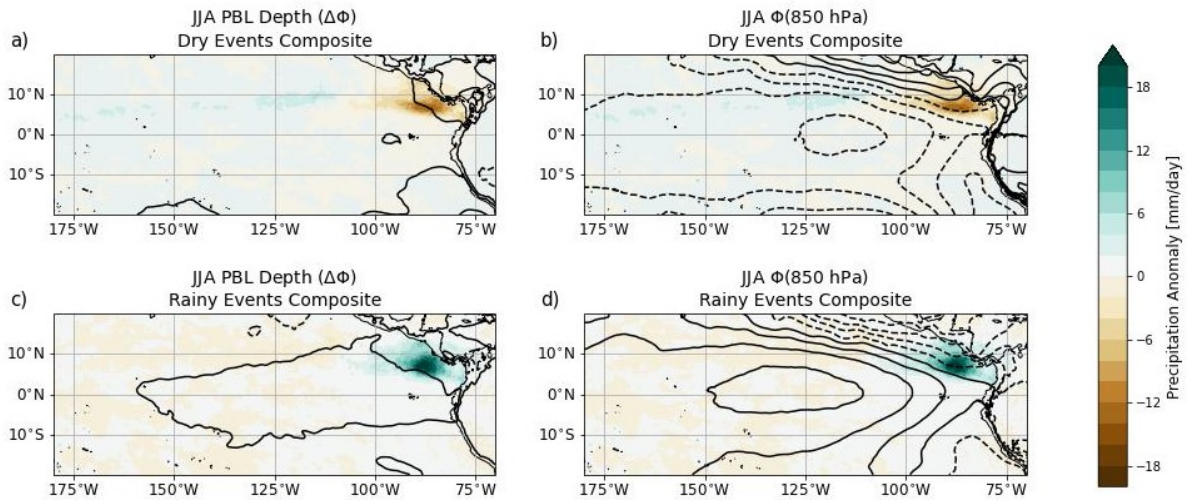 JJA PBL Depth (ΔΦ)
a) Dry Events Composite
10°N
0°N
10°S
175°W 150°W 125°W 100°W 75°W
JJA Φ(850 hPa)
b) Dry Events Composite
10°N
0°N
10°S
175°W 150°W 125°W 100°W 75°W
JJA PBL Depth (ΔΦ)
c) Rainy Events Composite
10°N
0°N
10°S
175°W 150°W 125°W 100°W 75°W
JJA Φ(850 hPa)
d) Rainy Events Composite
10°N
0°N
10°S
175°W 150°W 125°W 100°W 75°W
18
12
6
0
−6
−12
−18
Precipitation Anomaly [mm/day]